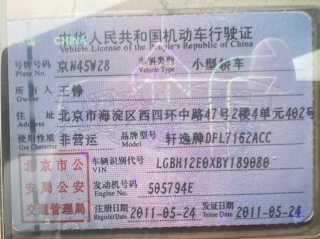 中华人民共和国机动车行驶证
Vehicle License of the People's Republic of China
号牌号码 京N45W28 车辆类型 小型轿车
Plate No. Vehicle Type
所有人 王铮
Owner
住址 北京市海淀区西四环中路47号2楼4单元402号
Address
使用性质 非营运 品牌型号 轩逸牌DFL7162ACC
Use Character Model
北京市公 车辆识别代号 LGBH12E0XBY189080
VIN
安局公安 发动机号码 505794E
Engine No.
交通管理局 注册日期 2011-05-24 发证日期 2011-05-24
Register Date Issue Date